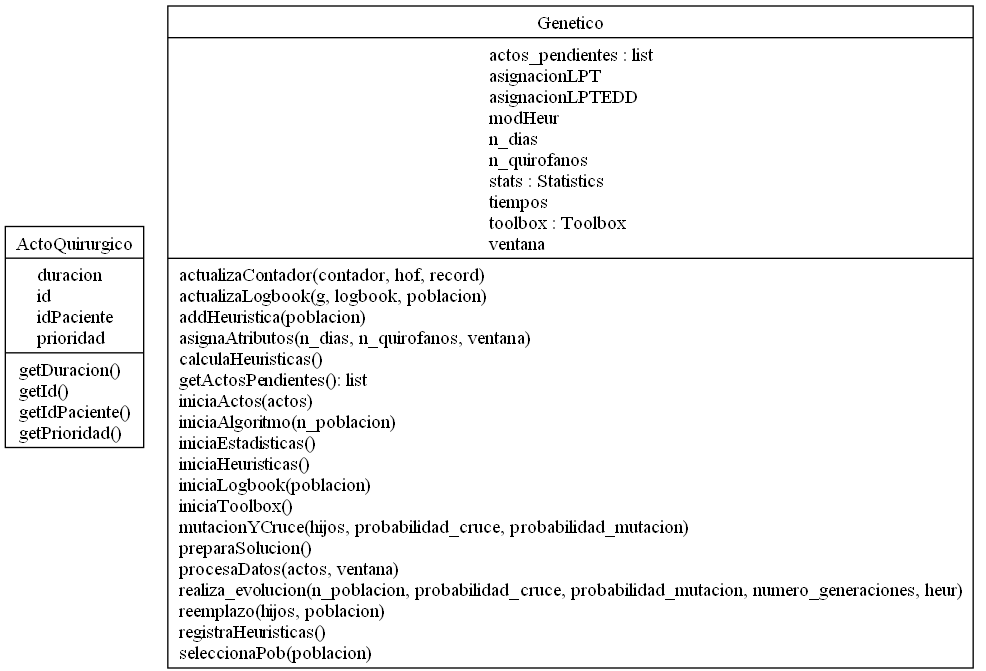 ActoQuirurgico
duracion
id
idPaciente
prioridad
getDuracion()
getId()
getIdPaciente()
getPrioridad()
Genetico
actos_pendientes : list
asignacionLPT
asignacionLPTEDD
modHeur
n_dias
n_quirofanos
stats : Statistics
tiempos
toolbox : Toolbox
ventana
actualizaContador(contador, hof, record)
actualizaLogbook(g, logbook, poblacion)
addHeuristica(poblacion)
asignaAtributos(n_dias, n_quirofanos, ventana)
calculaHeuristicas()
getActosPendientes(): list
iniciaActos(actos)
iniciaAlgoritmo(n_poblacion)
iniciaEstadisticas()
iniciaHeuristicas()
iniciaLogbook(poblacion)
iniciaToolbox()
mutacionYCruce(hijos, probabilidad_cruce, probabilidad_mutacion)
preparaSolucion()
procesaDatos(actos, ventana)
realiza_evolucion(n_poblacion, probabilidad_cruce, probabilidad_mutacion, numero_generaciones, heur)
reemplazo(hijos, poblacion)
registraHeuristicas()
seleccionaPob(poblacion)